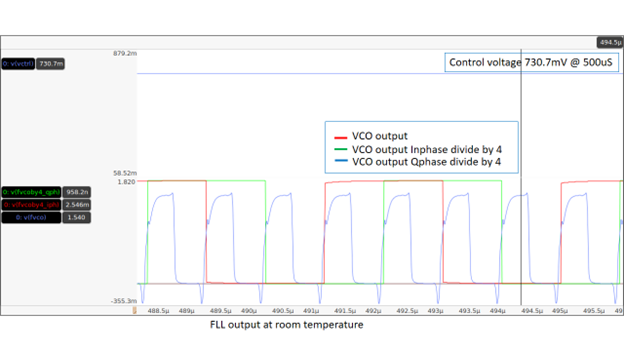 494.5µ
879.2m
0: v(vctrl) 730.7m
Control voltage 730.7mV @ 500uS
VCO output
VCO output Inphase divide by 4
VCO output Qphase divide by 4
58.52m
1.820
0: v(fvcoby4_qph) 958.2n
0: v(fvcoby4_iph) 2.546m
0: v(fvco) 1.540
-355.3m
488.5µ 489µ 489.5µ 490µ 490.5µ 491µ 491.5µ 492µ 492.5µ 493µ 493.5µ 494µ 494.5µ 495µ 495.5µ 49
FLL output at room temperature